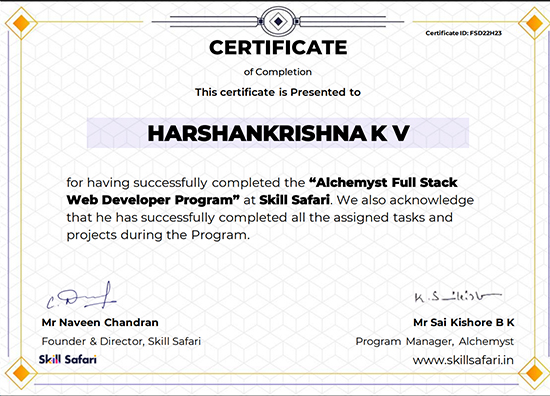 Certificate ID: FSD22H23
CERTIFICATE
of Completion
This certificate is Presented to
HARSHANKRISHNA K V
for having successfully completed the “Alchemyst Full Stack
Web Developer Program” at Skill Safari. We also acknowledge
that he has successfully completed all the assigned tasks and
projects during the Program.
K. Saikishor
Mr Naveen Chandran
Mr Sai Kishore B K
Founder & Director, Skill Safari
Program Manager, Alchemyst
Skill Safari
www.skillsafari.in